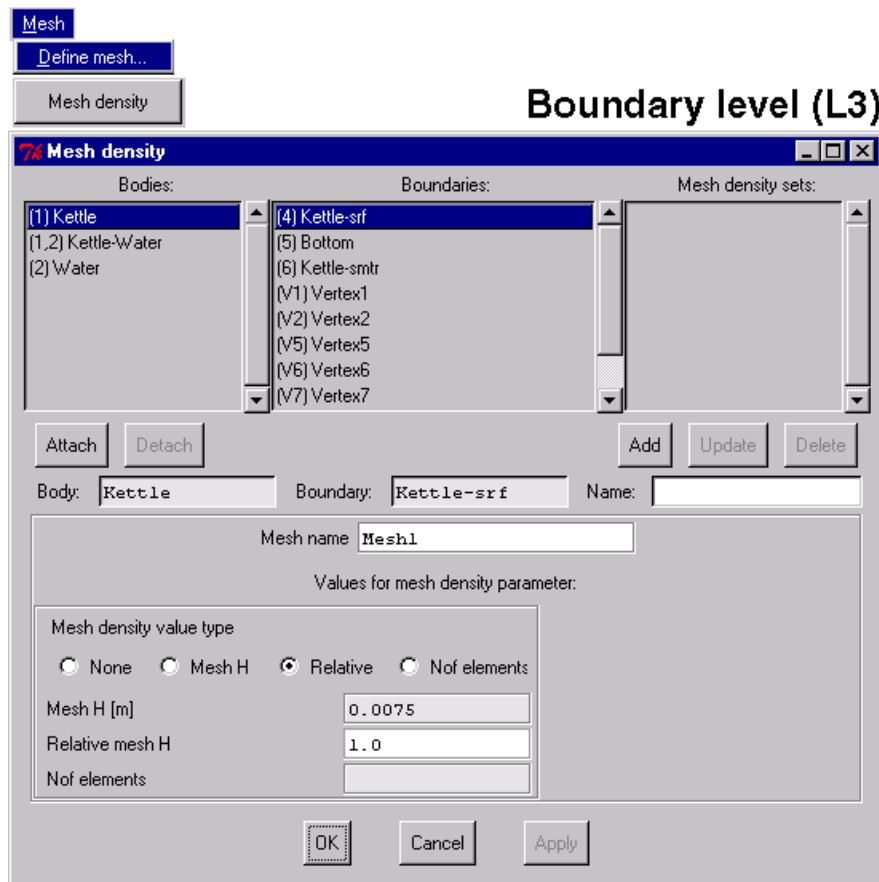 Mesh
Define mesh...
Mesh density
Boundary level (L3)
Mesh density
Bodies: Boundaries: Mesh density sets:
(1) Kettle (4) Kettle-srf
(1,2) Kettle-Water (5) Bottom
(2) Water (6) Kettle-smtr
(V1) Vertex1
(V2) Vertex2
(V5) Vertex5
(V6) Vertex6
(V7) Vertex7
Attach Detach Add Update Delete
Body: Kettle Boundary: Kettle-srf Name:
Mesh name Mesh1
Values for mesh density parameter:
Mesh density value type
None Mesh H Relative Nof elements
Mesh H [m] 0.0075
Relative mesh H 1.0
Nof elements
OK Cancel Apply